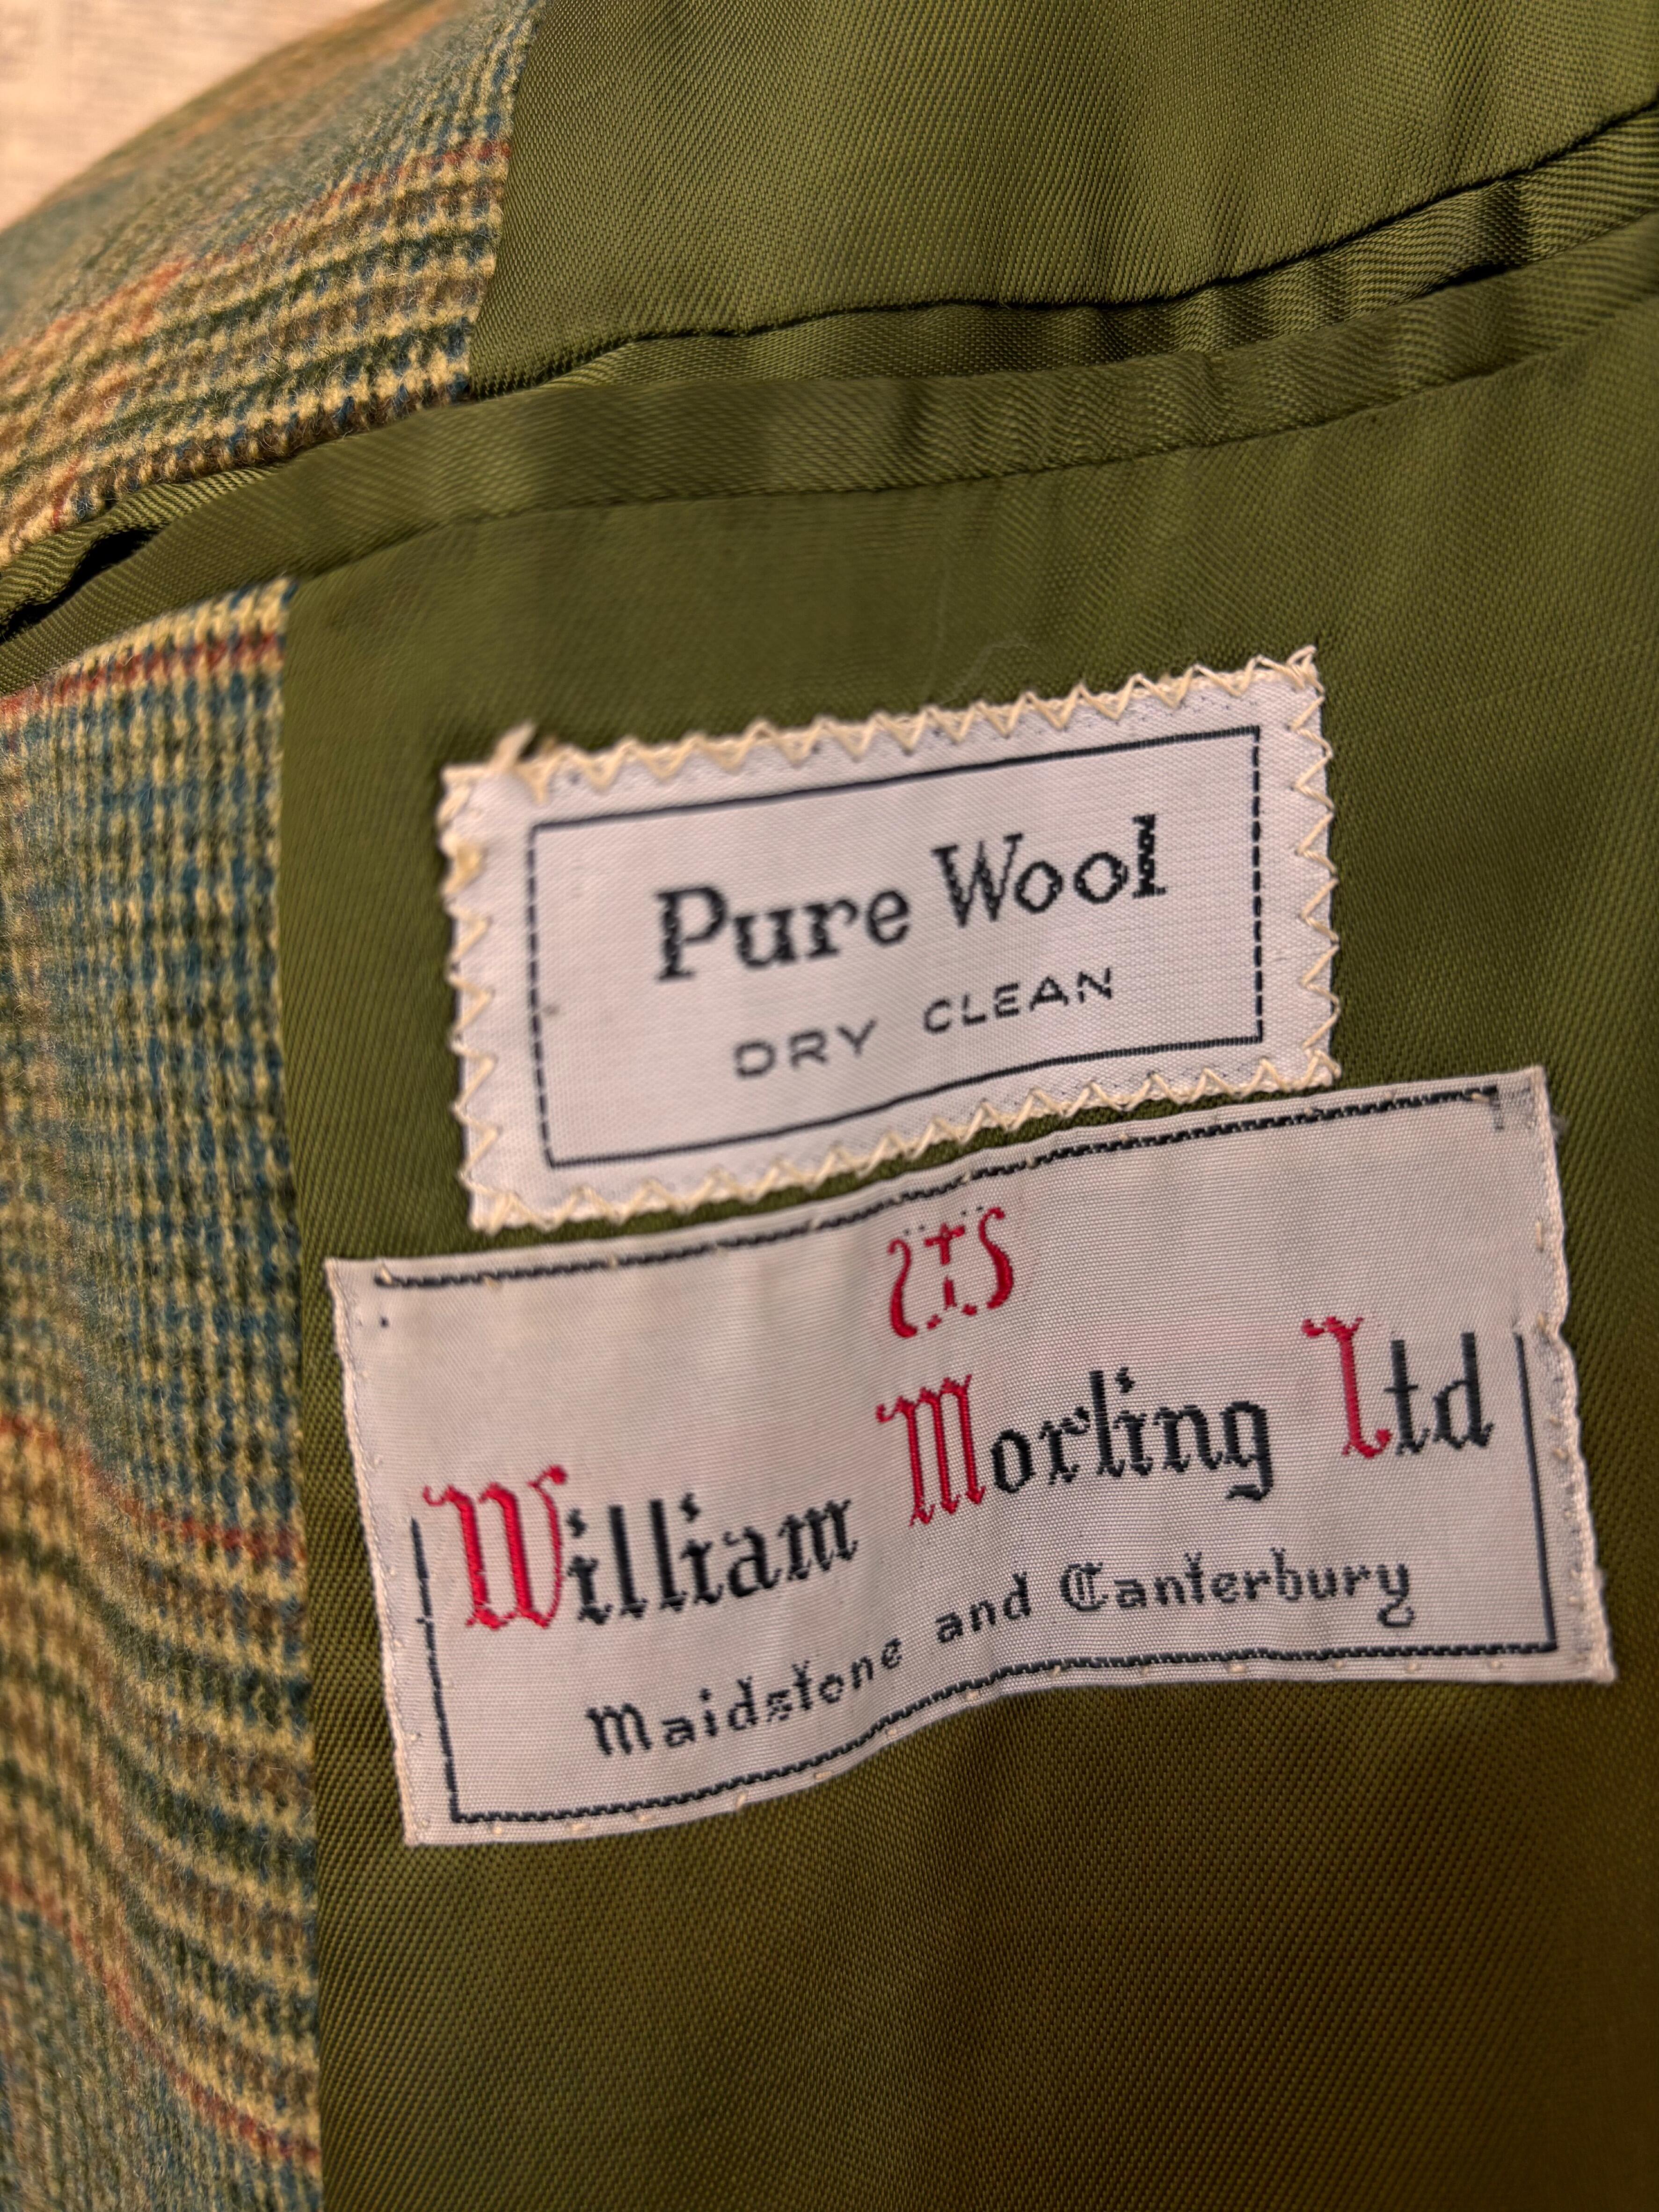 Pure Wool
DRY CLEAN
William Morling Ltd
Maidstone and Canterbury